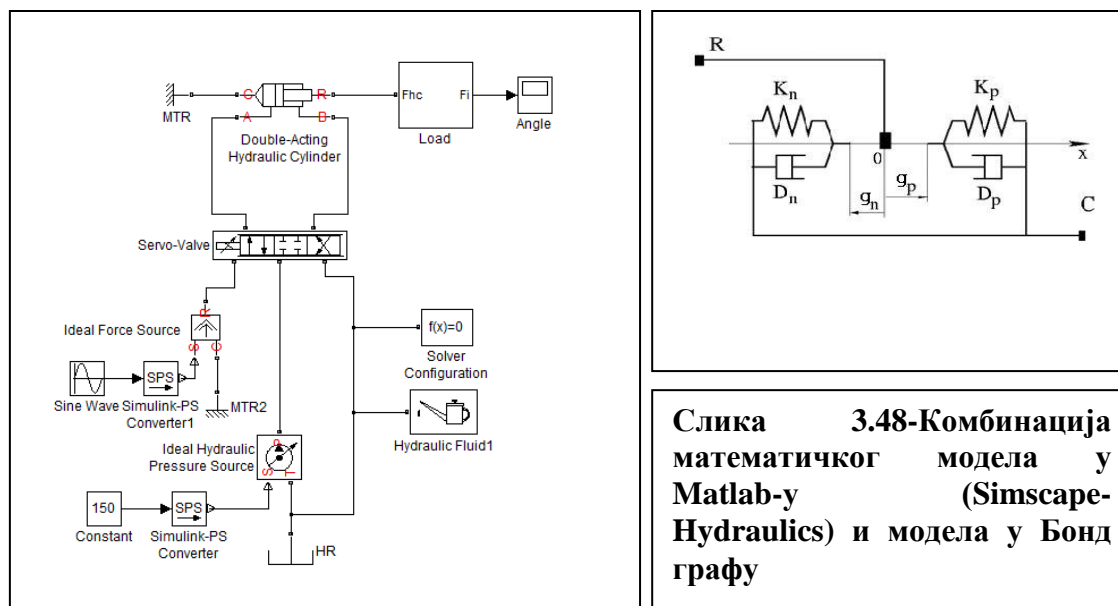 C
R
MTR
A
B
Double-Acting
Hydraulic Cylinder
Fhc
Fi
Load
Angle
Servo-Valve
Ideal Force Source
R
S
C
SPS
Sine Wave
Simulink-PS
Converter1
MTR2
f(x)=0
Solver
Configuration
Hydraulic Fluid1
Ideal Hydraulic
Pressure Source
P
S
T
150
Constant
SPS
Simulink-PS
Converter
HR
R
Kn
Kp
0
x
gn
gp
Dn
Dp
C
Слика 3.48-Комбинација
математичког модела у
Matlab-у (Simscape-
Hydraulics) и модела у Бонд
графу